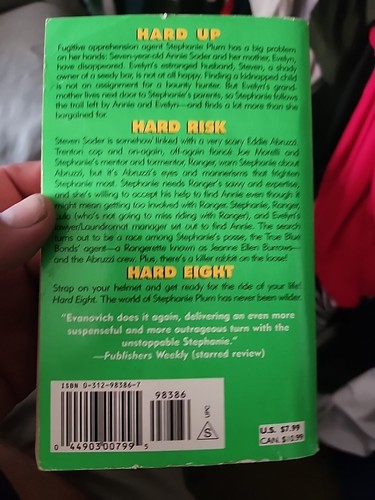 HARD UP
Fugitive apprehension agent Stephanie Plum has a big problem
on her hands: Seven-year-old Annie Soder and her mother, Evelyn,
have disappeared. Evelyn's estranged husband, Steven, a shady
owner of a seedy bar, is not at all happy. Finding a kidnapped child
is not an assignment for a bounty hunter. But Evelyn's grand-
mother lives next door to Stephanie's parents, so Stephanie follows
the trail left by Annie and Evelyn—and finds a lot more than she
bargained for.
HARD RISK
Steven Soder is somehow linked with a very scary Eddie Abruzzi.
Trenton cop and on-again, off-again fiancé Joe Morelli and
Stephanie's mentor and tormentor, Ranger, warn Stephanie about
Abruzzi, but it's Abruzzi's eyes and mannerisms that frighten
Stephanie most. Stephanie needs Ranger's savvy and expertise,
and she's willing to accept his help to find Annie even though it
might mean getting too involved with Ranger. Stephanie, Ranger,
Lula (who's not going to miss riding with Ranger), and Evelyn's
lawyer/Laundromat manager set out to find Annie. The search
turns out to be a race among Stephanie's posse, the True Blue
Bonds' agent—a Rangerette known as Jeanne Ellen Burrows—
and the Abruzzi crew. Plus, there's a killer rabbit on the loose!
HARD EIGHT
Strap on your helmet and get ready for the ride of your life!
Hard Eight. The world of Stephanie Plum has never been wilder.
"Evanovich does it again, delivering an even more
suspenseful and more outrageous turn with the
unstoppable Stephanie."
—Publishers Weekly (starred review)
ISBN 0-312-98386-7
98386
0 4490300799 5
UPC
S
U.S. $7.99
CAN. $10.99